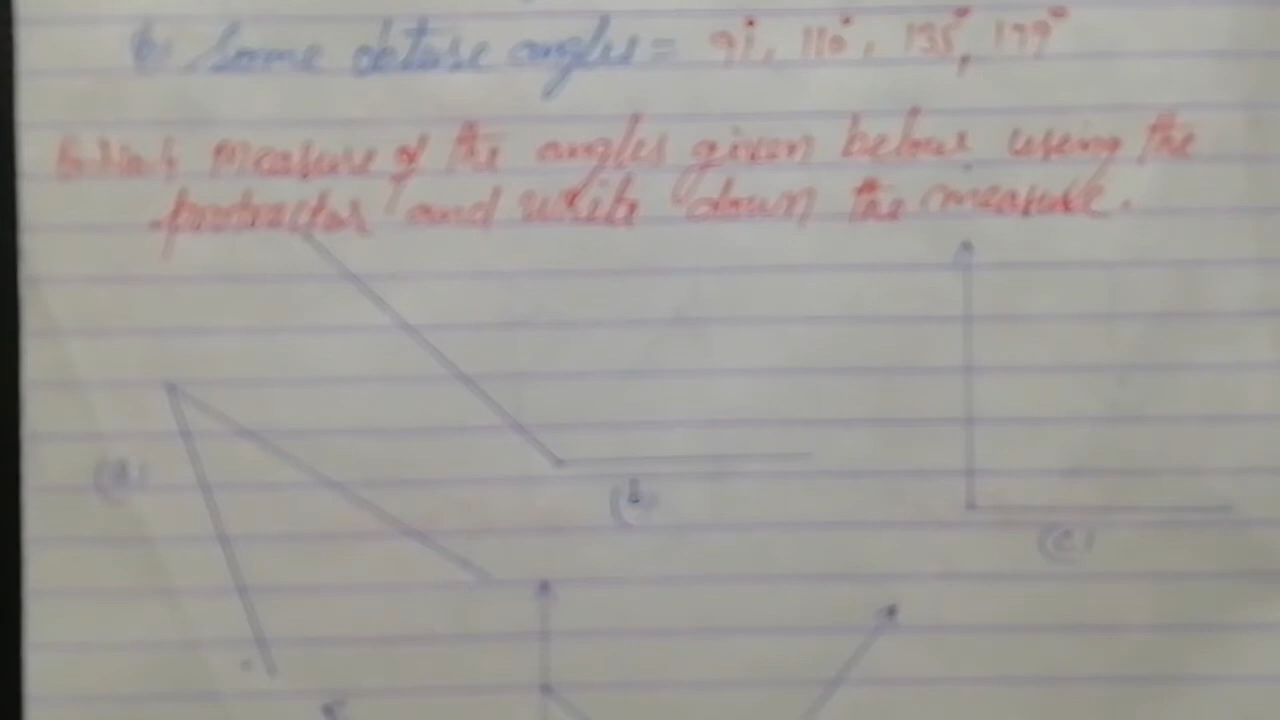 b. Some obtuse angles = 91°, 110°, 135°, 179°
measure of the angles given below using the
protractor and write down the measure.
(a)
(b)
(c)